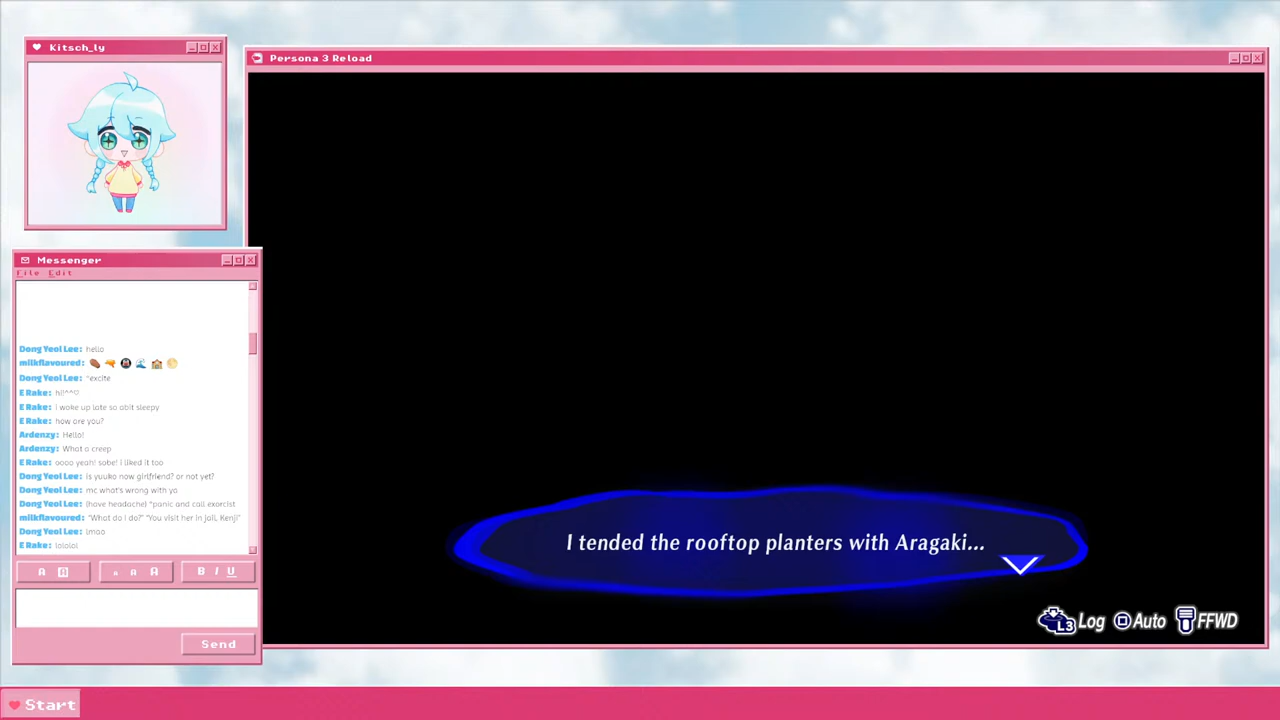 Kitsch_ly
Persona 3 Reload
Messenger
File Edit
Dong Yeol Lee: hello
milkflavoured:
Dong Yeol Lee: *excite
E Rake: hi!^^♡
E Rake: i woke up late so abit sleepy
E Rake: how are you?
Ardenzy: Hello!
Ardenzy: What a creep
E Rake: oooo yeah! sobe! i liked it too
Dong Yeol Lee: is yuuko now girlfriend? or not yet?
Dong Yeol Lee: mc what's wrong with yo
Dong Yeol Lee: (have headache) *panic and call exorcist
milkflavoured: "What do I do?" "You visit her in jail, Kenji"
Dong Yeol Lee: lmao
E Rake: lololol
A A
A A A
B I U
Send
I tended the rooftop planters with Aragaki...
L3 Log Auto FFWD
Start